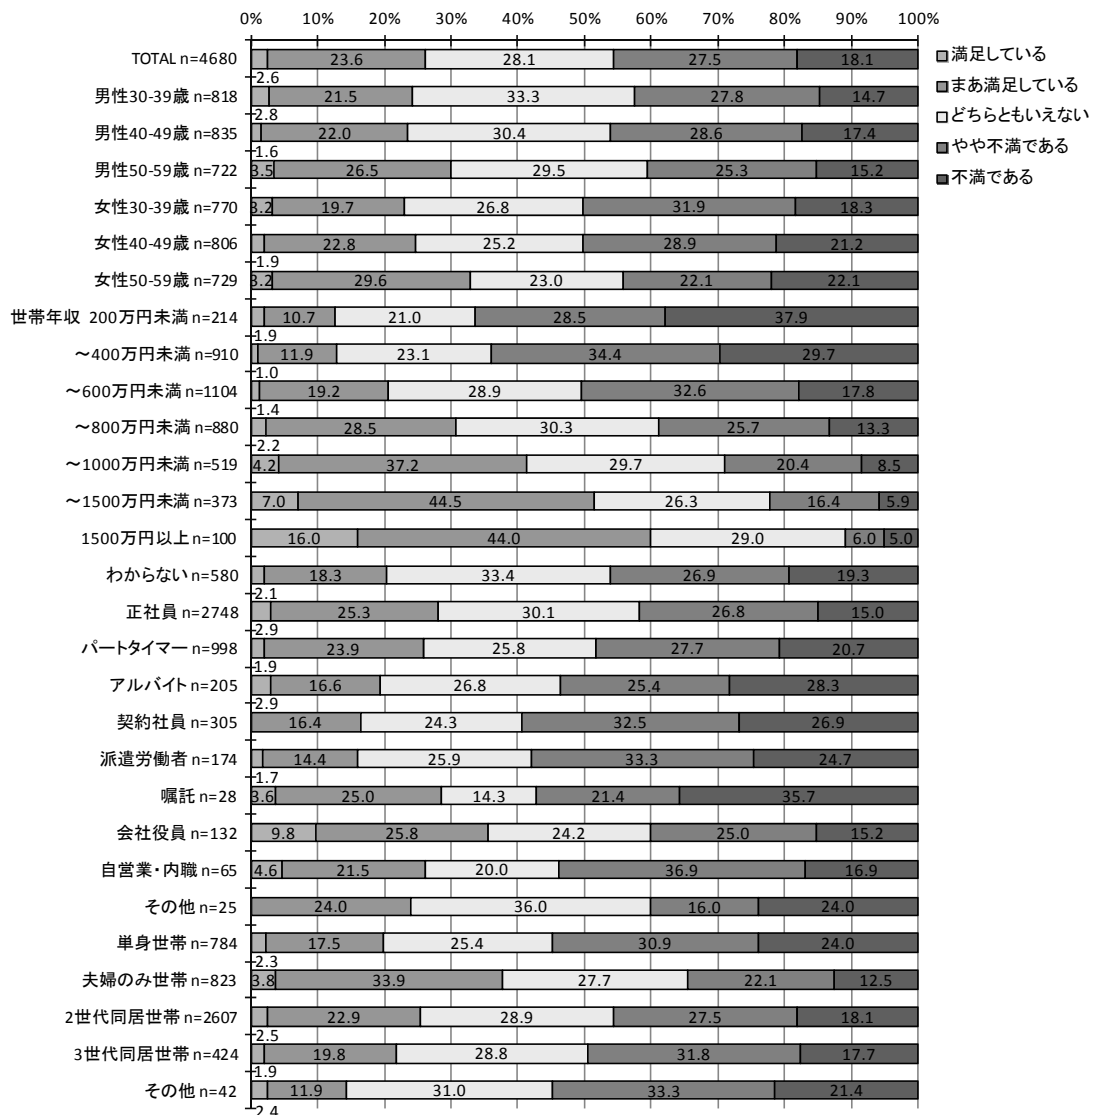 0% 10% 20% 30% 40% 50% 60% 70% 80% 90% 100%
満足している
まあ満足している
どちらともいえない
やや不満である
不満である
TOTAL n=4680 23.6 28.1 27.5 18.1
2.6
男性30-39歳 n=818 21.5 33.3 27.8 14.7
2.8
男性40-49歳 n=835 22.0 30.4 28.6 17.4
1.6
男性50-59歳 n=722 3.5 26.5 29.5 25.3 15.2
女性30-39歳 n=770 3.2 19.7 26.8 31.9 18.3
女性40-49歳 n=806 22.8 25.2 28.9 21.2
1.9
女性50-59歳 n=729 3.2 29.6 23.0 22.1 22.1
世帯年収 200万円未満 n=214 10.7 21.0 28.5 37.9
1.9
～400万円未満 n=910 11.9 23.1 34.4 29.7
1.0
～600万円未満 n=1104 19.2 28.9 32.6 17.8
1.4
～800万円未満 n=880 28.5 30.3 25.7 13.3
2.2
～1000万円未満 n=519 4.2 37.2 29.7 20.4 8.5
～1500万円未満 n=373 7.0 44.5 26.3 16.4 5.9
1500万円以上 n=100 16.0 44.0 29.0 6.0 5.0
わからない n=580 18.3 33.4 26.9 19.3
2.1
正社員 n=2748 25.3 30.1 26.8 15.0
2.9
パートタイマー n=998 23.9 25.8 27.7 20.7
1.9
アルバイト n=205 16.6 26.8 25.4 28.3
2.9
契約社員 n=305 16.4 24.3 32.5 26.9
派遣労働者 n=174 14.4 25.9 33.3 24.7
1.7
嘱託 n=28 3.6 25.0 14.3 21.4 35.7
会社役員 n=132 9.8 25.8 24.2 25.0 15.2
自営業・内職 n=65 4.6 21.5 20.0 36.9 16.9
その他 n=25 24.0 36.0 16.0 24.0
単身世帯 n=784 17.5 25.4 30.9 24.0
2.3
夫婦のみ世帯 n=823 3.8 33.9 27.7 22.1 12.5
2世代同居世帯 n=2607 22.9 28.9 27.5 18.1
2.5
3世代同居世帯 n=424 19.8 28.8 31.8 17.7
1.9
その他 n=42 11.9 31.0 33.3 21.4
2.4